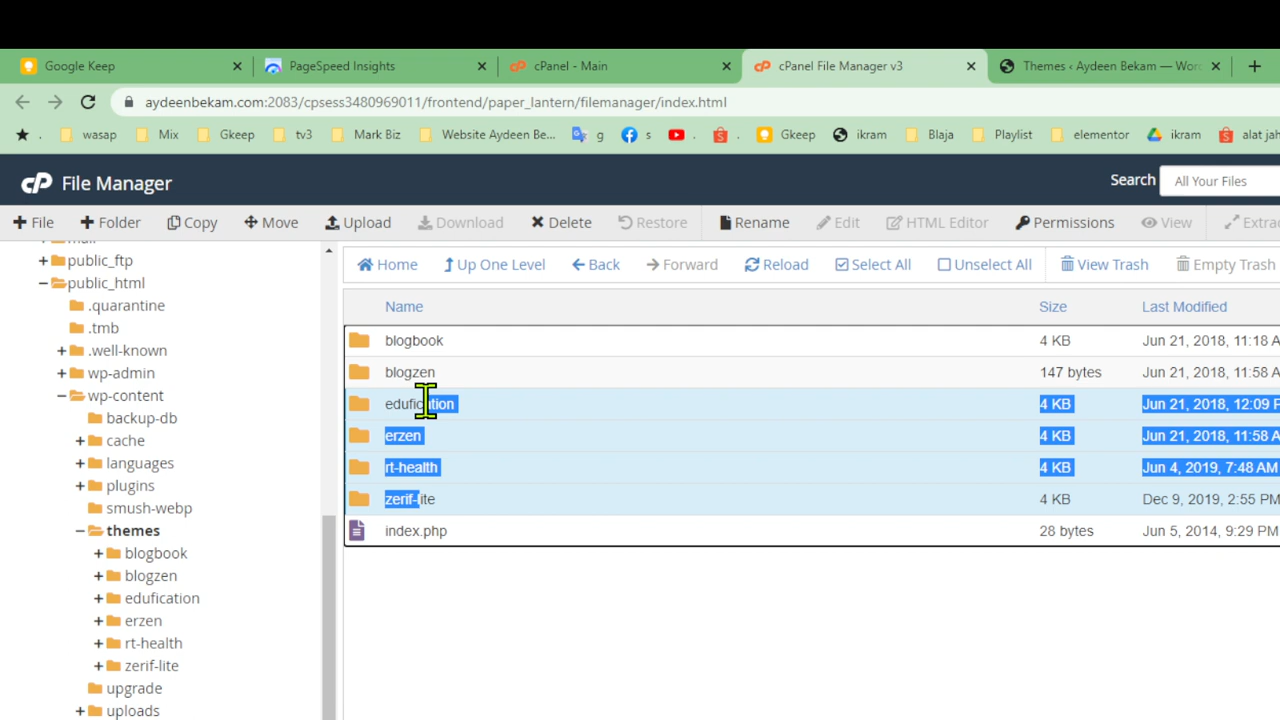 Google Keep
PageSpeed Insights
cPanel - Main
cPanel File Manager v3
Themes ‹ Aydeen Bekam — Wor
aydeenbekam.com:2083/cpsess3480969011/frontend/paper_lantern/filemanager/index.html
. wasap Mix Gkeep tv3 Mark Biz Website Aydeen Be... g s . Gkeep ikram Blaja Playlist elementor ikram alat jah
cP File Manager
Search All Your Files
+ File + Folder Copy Move Upload Download Delete Restore Rename Edit HTML Editor Permissions View Extrac
Home Up One Level Back Forward Reload Select All Unselect All View Trash Empty Trash
public_ftp
public_html
.quarantine
.tmb
.well-known
wp-admin
wp-content
backup-db
cache
languages
plugins
smush-webp
themes
blogbook
blogzen
edufication
erzen
rt-health
zerif-lite
upgrade
uploads
Name Size Last Modified
blogbook 4 KB Jun 21, 2018, 11:18 A
blogzen 147 bytes Jun 21, 2018, 11:58 A
edufication 4 KB Jun 21, 2018, 12:09 P
erzen 4 KB Jun 21, 2018, 11:58 A
rt-health 4 KB Jun 4, 2019, 7:48 AM
zerif-lite 4 KB Dec 9, 2019, 2:55 PM
index.php 28 bytes Jun 5, 2014, 9:29 PM